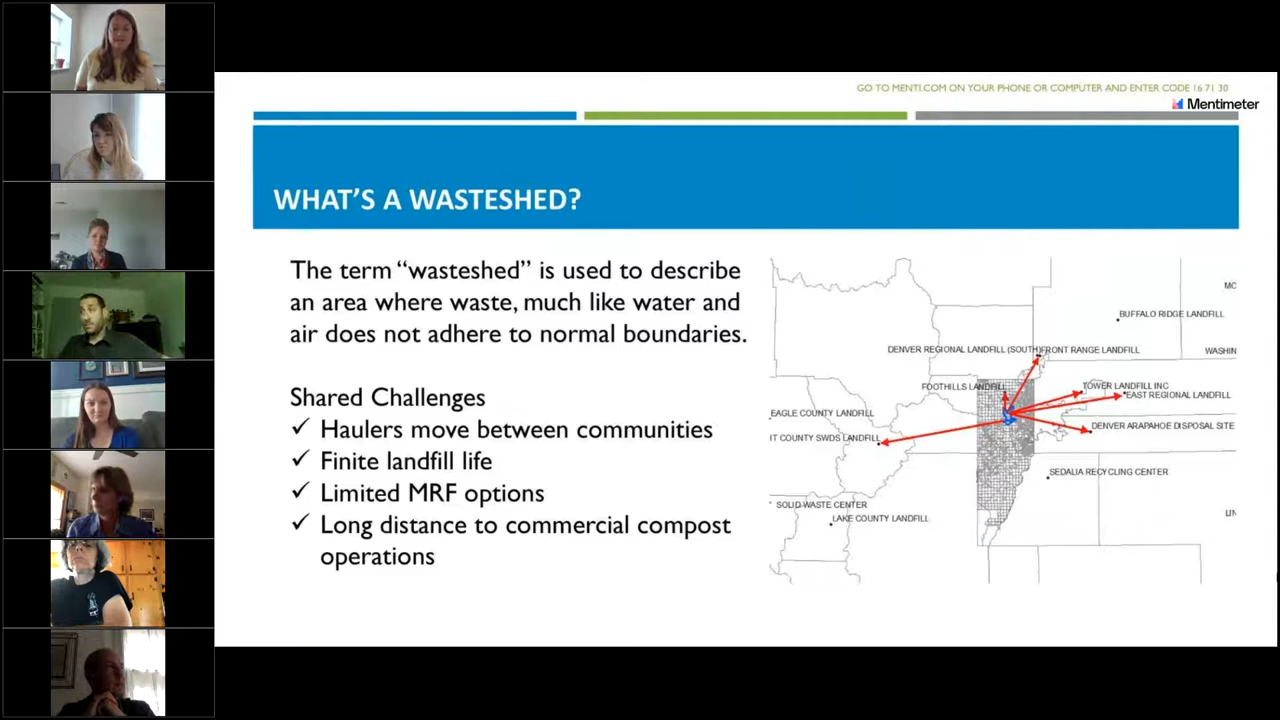 GO TO MENTI.COM ON YOUR PHONE OR COMPUTER AND ENTER CODE 16 71 30
Mentimeter
WHAT'S A WASTESHED?
The term “wasteshed” is used to describe
an area where waste, much like water and
air does not adhere to normal boundaries.
Shared Challenges
✓ Haulers move between communities
✓ Finite landfill life
✓ Limited MRF options
✓ Long distance to commercial compost
operations
MO
BUFFALO RIDGE LANDFILL
DENVER REGIONAL LANDFILL (SOUTH)
FRONT RANGE LANDFILL
WASHIN
FOOTHILLS LANDFILL
TOWER LANDFILL INC
EAST REGIONAL LANDFILL
EAGLE COUNTY LANDFILL
DENVER ARAPAHOE DISPOSAL SITE
IT COUNTY SWDS LANDFILL
SEDALIA RECYCLING CENTER
SOLID WASTE CENTER
LAKE COUNTY LANDFILL
LIN